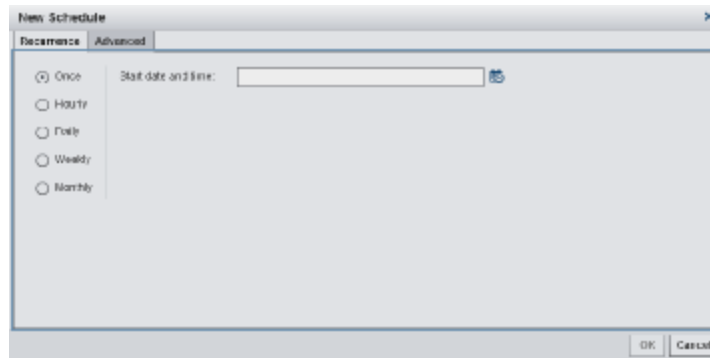 New Schedule
Recurrence Advanced
Once Start date and time:
Hourly
Daily
Weekly
Monthly
OK Cancel